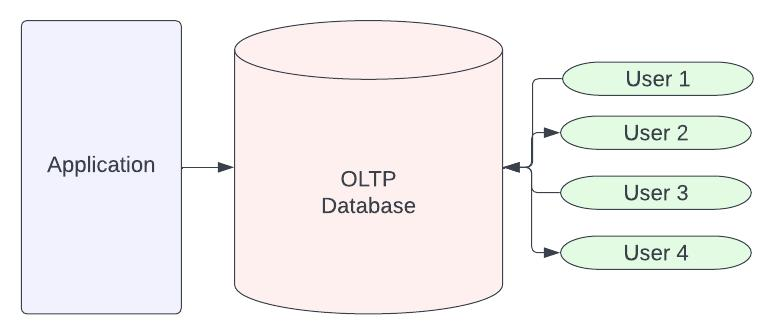 Application
OLTP
Database
User 1
User 2
User 3
User 4